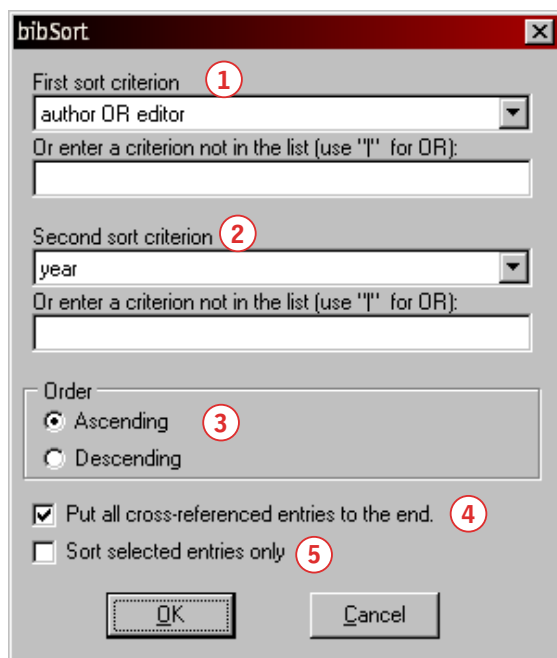 bibSort
First sort criterion 1
author OR editor
Or enter a criterion not in the list (use "|" for OR):
Second sort criterion 2
year
Or enter a criterion not in the list (use "|" for OR):
Order
Ascending 3
Descending
Put all cross-referenced entries to the end. 4
Sort selected entries only 5
OK Cancel